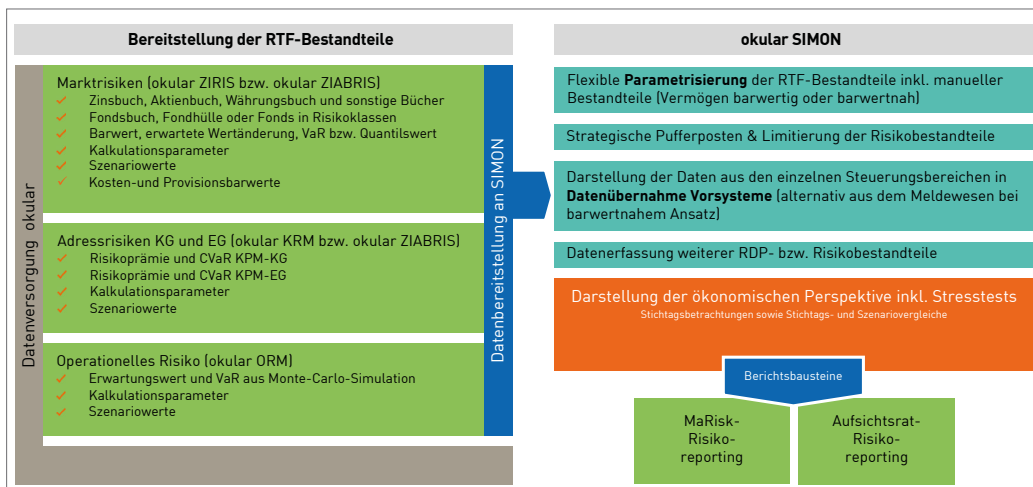 Bereitstellung der RTF-Bestandteile
Datenversorgung okular
Marktrisiken (okular ZIRIS bzw. okular ZIABRIS)
Zinsbuch, Aktienbuch, Währungsbuch und sonstige Bücher
Fondsbuch, Fondhülle oder Fonds in Risikoklassen
Barwert, erwartete Wertänderung, VaR bzw. Quantilswert
Kalkulationsparameter
Szenariowerte
Kosten-und Provisionsbarwerte
Adressrisiken KG und EG (okular KRM bzw. okular ZIABRIS)
Risikoprämie und CVaR KPM-KG
Risikoprämie und CVaR KPM-EG
Kalkulationsparameter
Szenariowerte
Operationelles Risiko (okular ORM)
Erwartungswert und VaR aus Monte-Carlo-Simulation
Kalkulationsparameter
Szenariowerte
Datenbereitstellung an SIMON
okular SIMON
Flexible Parametrisierung der RTF-Bestandteile inkl. manueller
Bestandteile (Vermögen barwertig oder barwertnah)
Strategische Pufferposten & Limitierung der Risikobestandteile
Darstellung der Daten aus den einzelnen Steuerungsbereichen in
Datenübernahme Vorsysteme (alternativ aus dem Meldewesen bei
barwertnahem Ansatz)
Datenerfassung weiterer RDP- bzw. Risikobestandteile
Darstellung der ökonomischen Perspektive inkl. Stresstests
Stichtagsbetrachtungen sowie Stichtags- und Szenariovergleiche
Berichtsbausteine
MaRisk-
Risiko-
reporting
Aufsichtsrat-
Risiko-
reporting